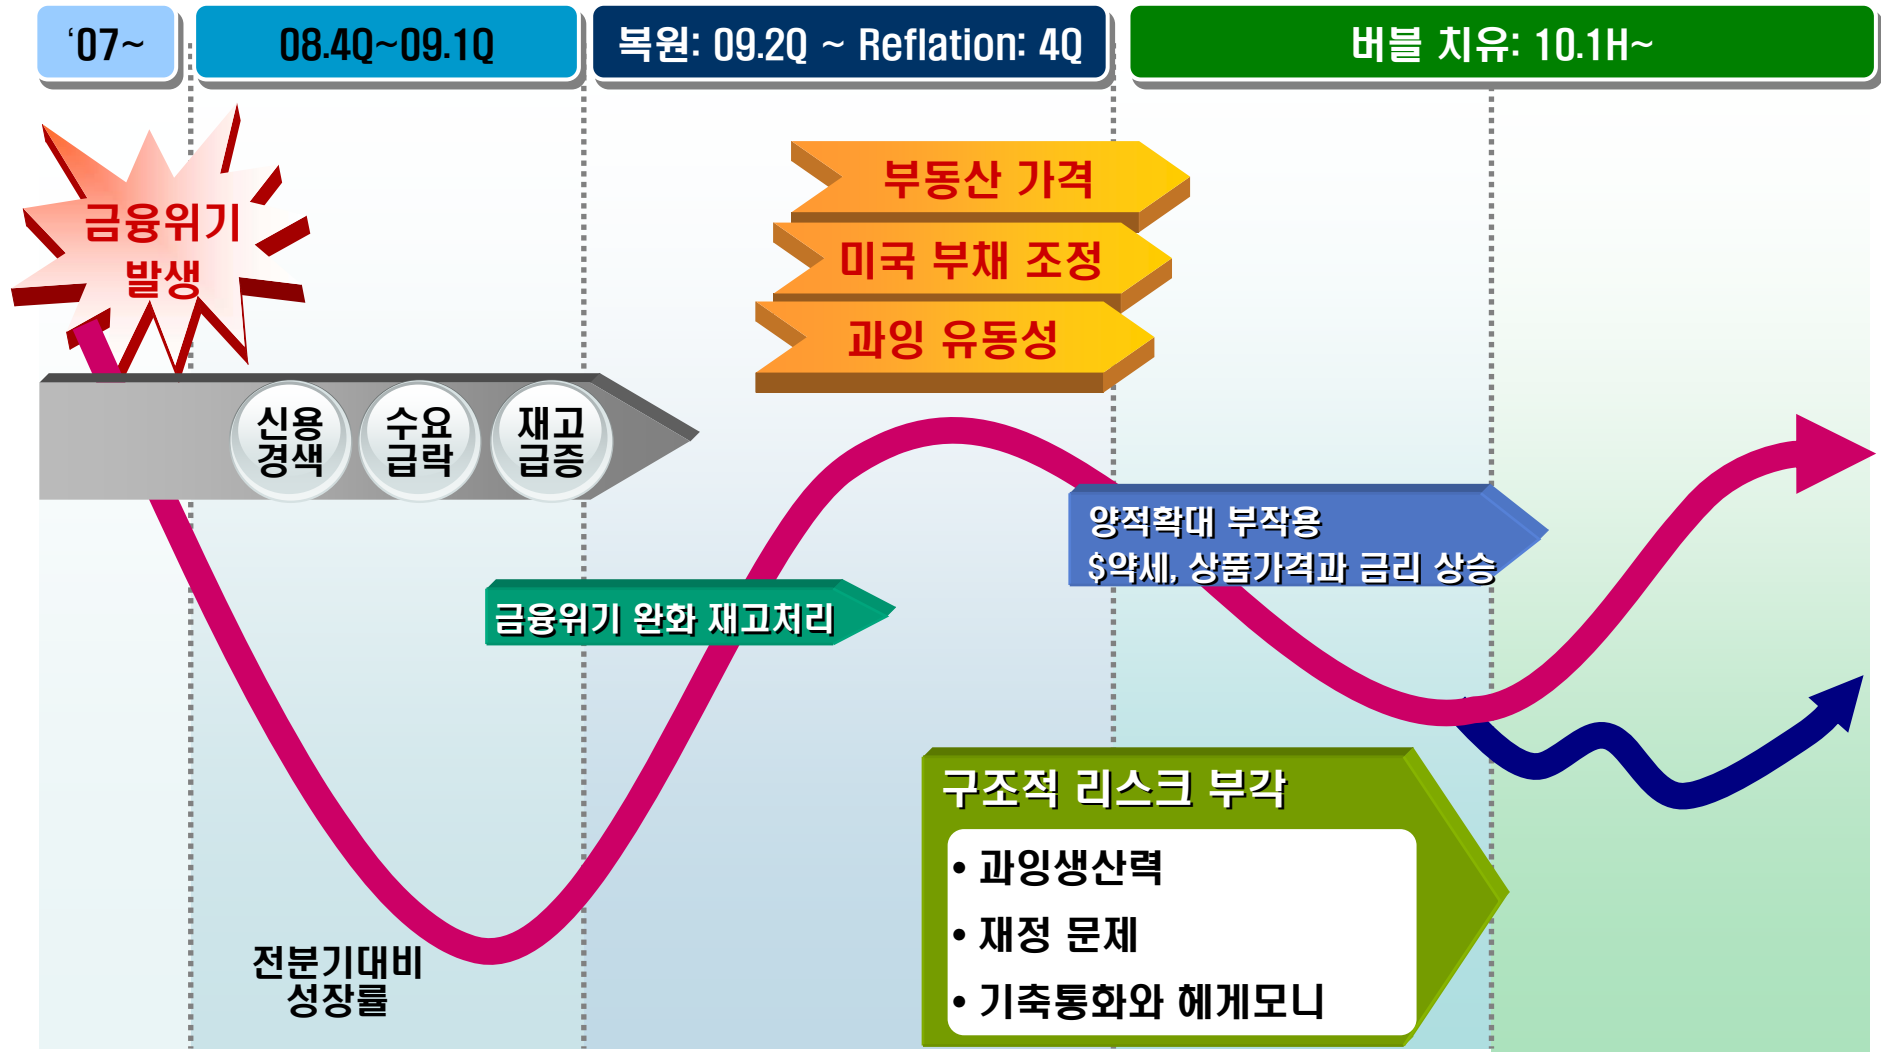 ‘07~
08.4Q~09.1Q
복원: 09.2Q ~ Reflation: 4Q
버블 치유: 10.1H~
금융위기
발생
부동산 가격
미국 부채 조정
과잉 유동성
신용
경색
수요
급락
재고
급증
양적확대 부작용
$약세, 상품가격과 금리 상승
금융위기 완화 재고처리
구조적 리스크 부각
• 과잉생산력
• 재정 문제
• 기축통화와 헤게모니
전분기대비
성장률